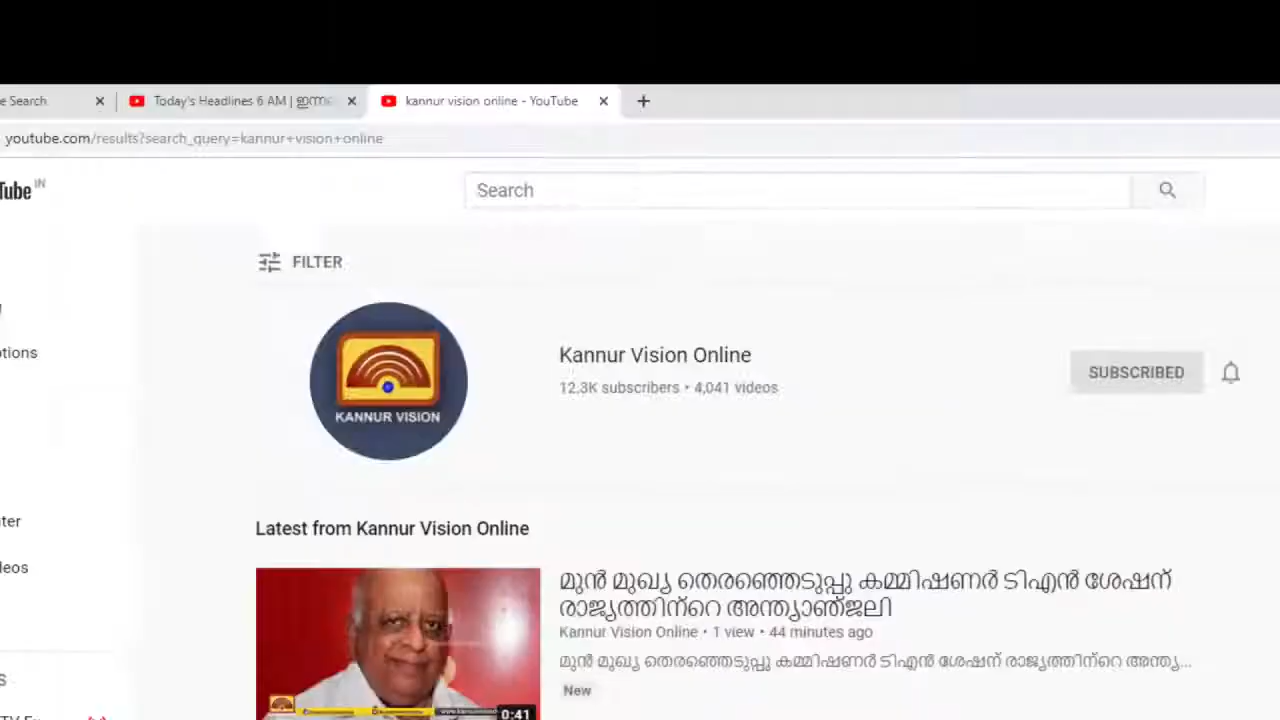 e Search
Today's Headlines 6 AM |
kannur vision online - YouTube
youtube.com/results?search_query=kannur+vision+online
Tube IN
Search
FILTER
KANNUR VISION
Kannur Vision Online
12.3K subscribers • 4,041 videos
SUBSCRIBED
Latest from Kannur Vision Online
മുൻ മുഖ്യ തെരഞ്ഞെടുപ്പു കമ്മിഷണർ ടിഎൻ ശേഷന്
രാജ്യത്തിന്റെ അന്ത്യാഞ്ജലി
Kannur Vision Online • 1 view • 44 minutes ago
മുൻ മുഖ്യ തെരഞ്ഞെടുപ്പു കമ്മിഷണർ ടിഎൻ ശേഷന് രാജ്യത്തിന്റെ അന്ത്യ...
New
0:41